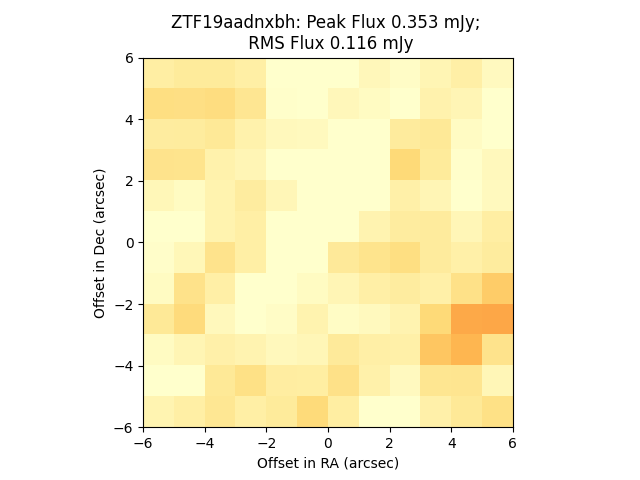 ZTF19aadnxbh: Peak Flux 0.353 mJy;
RMS Flux 0.116 mJy
6
4
2
0
−2
−4
−6
Offset in Dec (arcsec)
−6 −4 −2 0 2 4 6
Offset in RA (arcsec)